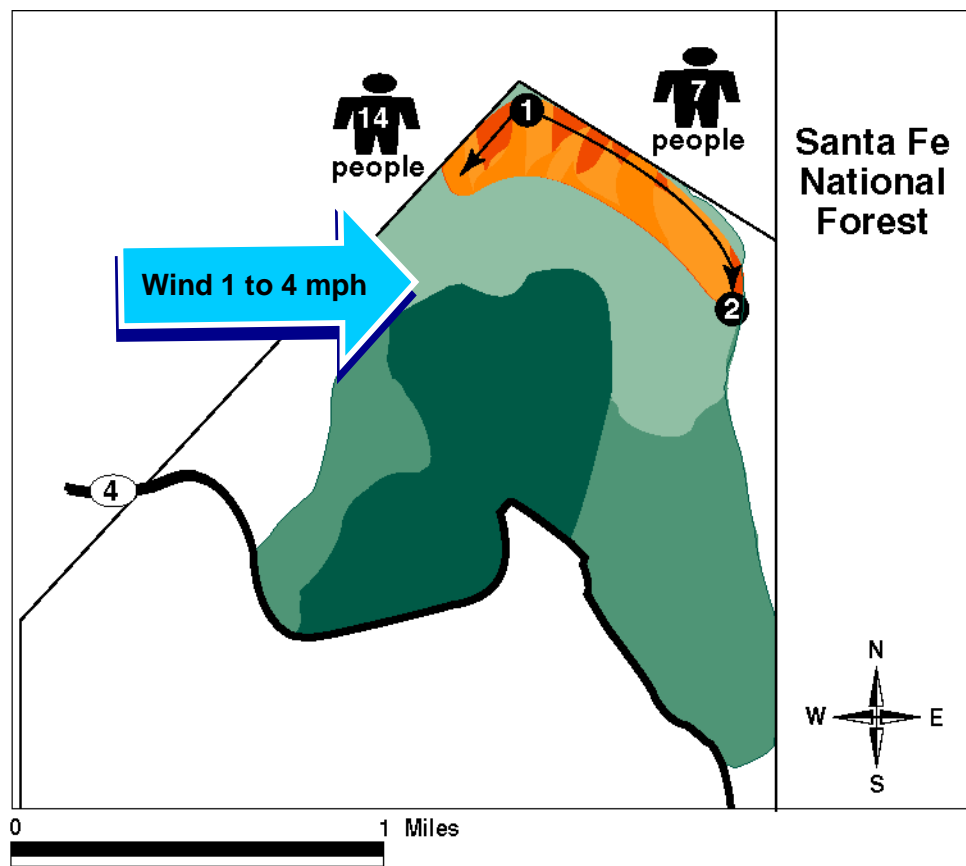 14
people
1
7
people
Santa Fe
National
Forest
Wind 1 to 4 mph
2
4
N
W E
S
0 1 Miles